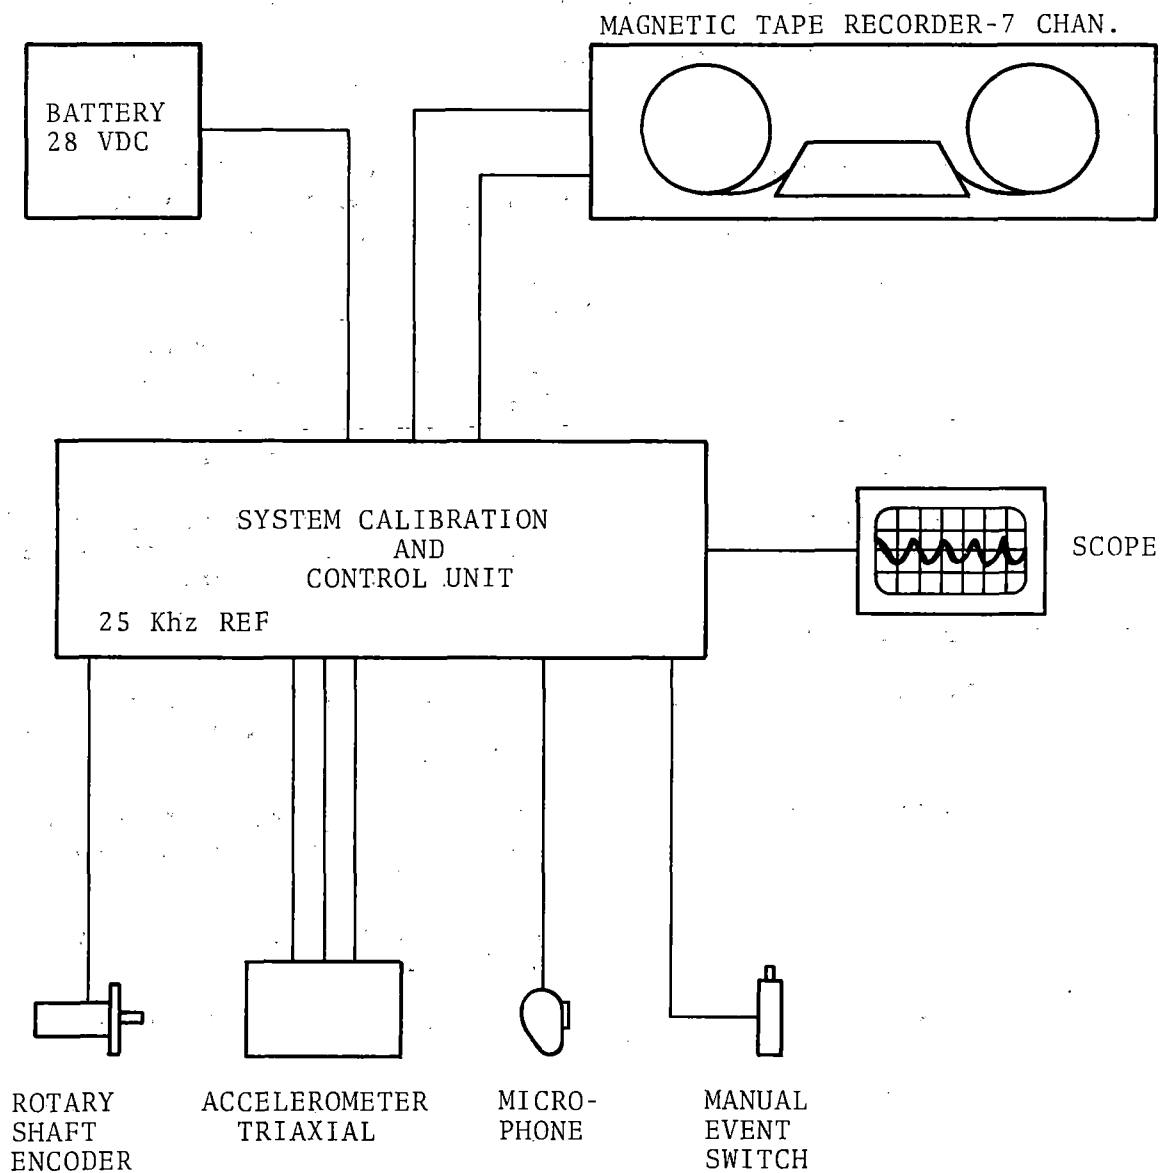 MAGNETIC TAPE RECORDER-7 CHAN.
BATTERY
28 VDC
SYSTEM CALIBRATION
AND
CONTROL UNIT
25 Khz REF
SCOPE
ROTARY
SHAFT
ENCODER
ACCELEROMETER
TRIAXIAL
MICRO-
PHONE
MANUAL
EVENT
SWITCH